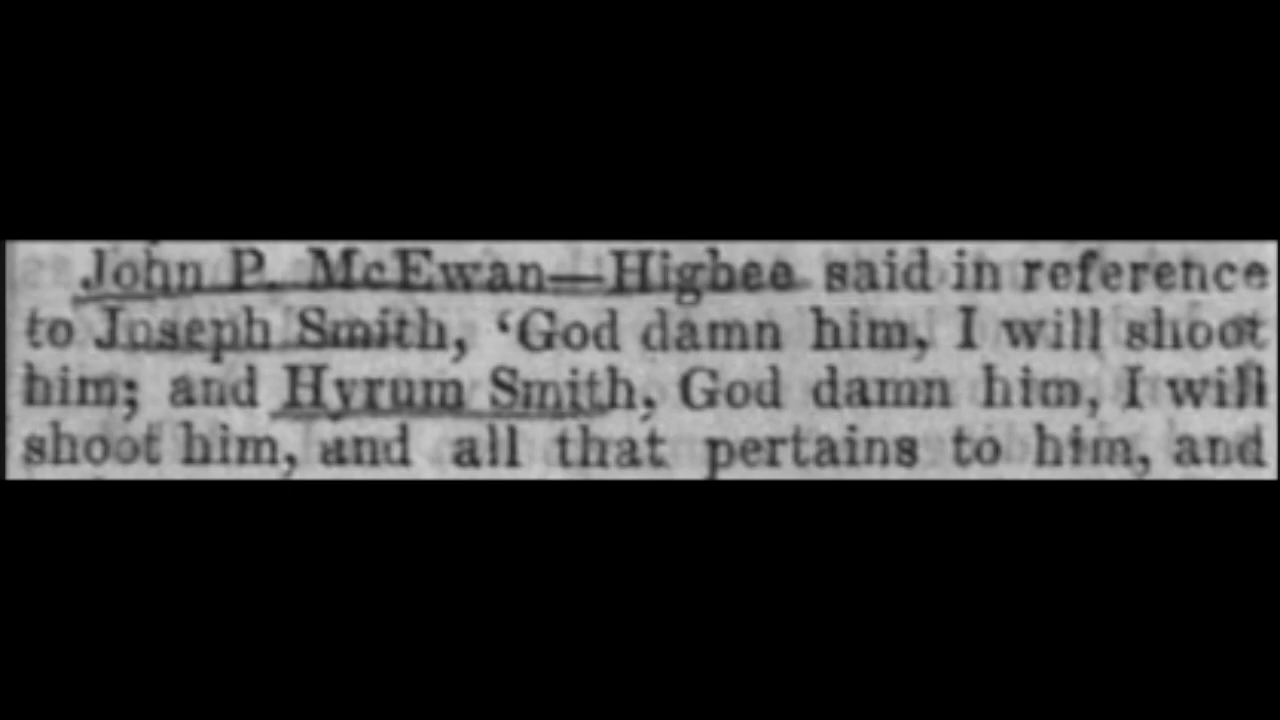 John P. McEwan—Higbee said in reference
to Joseph Smith, ‘God damn him, I will shoot
him; and Hyrum Smith, God damn him, I will
shoot him, and all that pertains to him, and